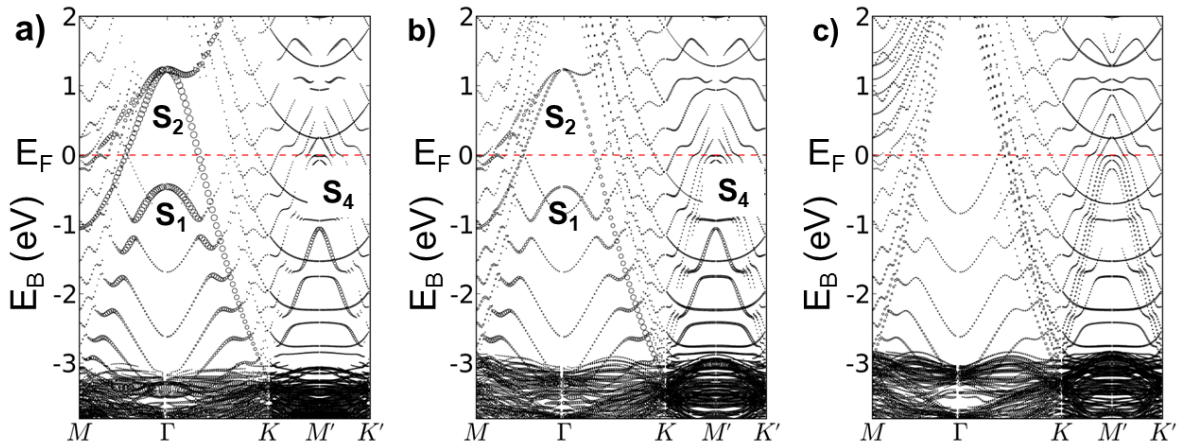 a)
2
1
E_F 0
-1
-2
-3
E_B (eV)
S_2
S_1
S_4
M Γ K M' K'
b)
2
1
E_F 0
-1
-2
-3
E_B (eV)
S_2
S_1
S_4
M Γ K M' K'
c)
2
1
E_F 0
-1
-2
-3
E_B (eV)
M Γ K M' K'